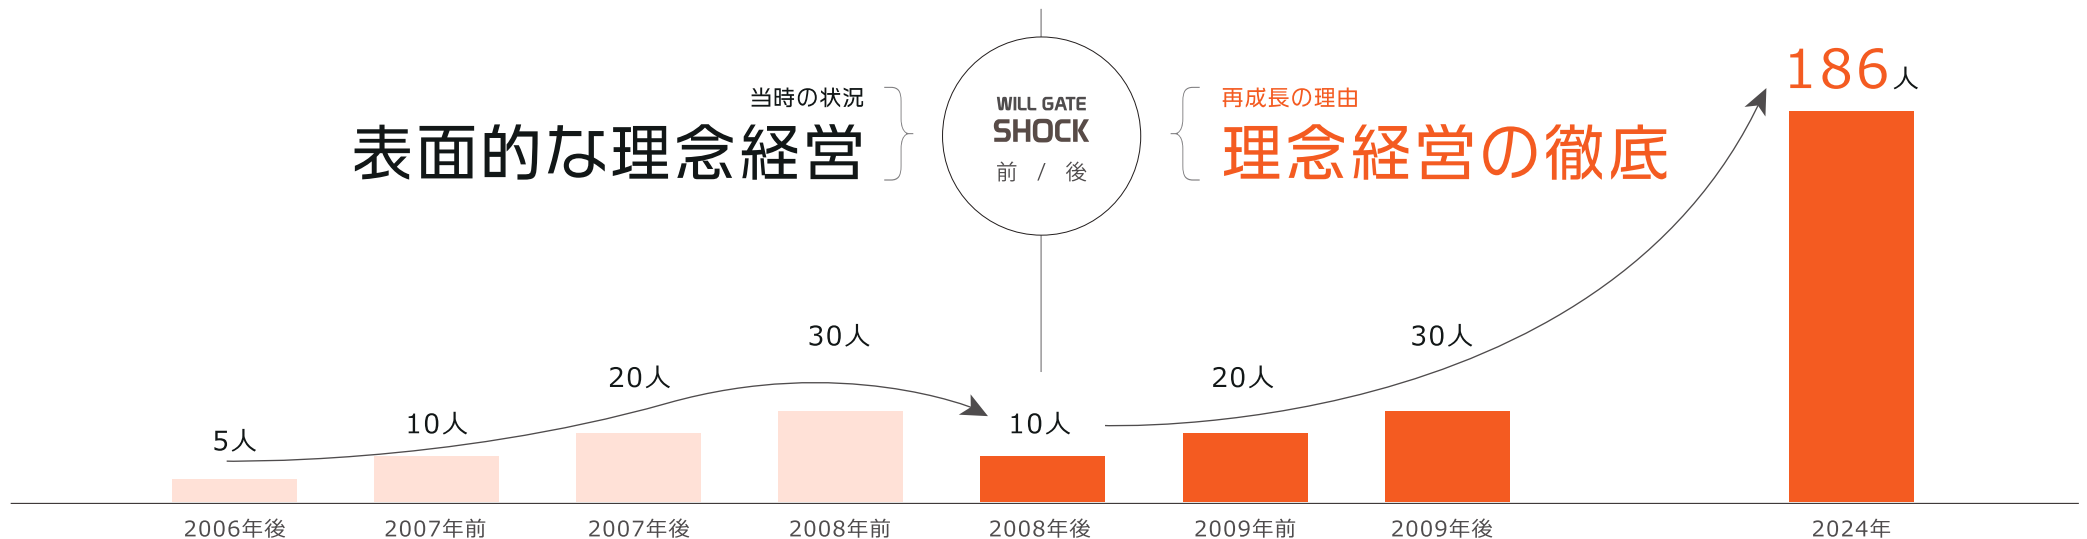 当時の状況
表面的な理念経営
WILL GATE
SHOCK
前 / 後
再成長の理由
理念経営の徹底
5人
10人
20人
30人
10人
20人
30人
186人
2006年後
2007年前
2007年後
2008年前
2008年後
2009年前
2009年後
2024年